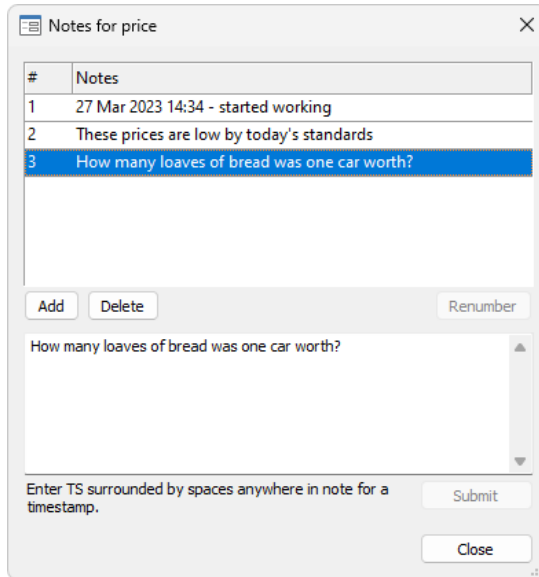 Notes for price
# Notes
1 27 Mar 2023 14:34 - started working
2 These prices are low by today's standards
3 How many loaves of bread was one car worth?
Add Delete Renumber
How many loaves of bread was one car worth?
Enter TS surrounded by spaces anywhere in note for a
timestamp.
Submit
Close